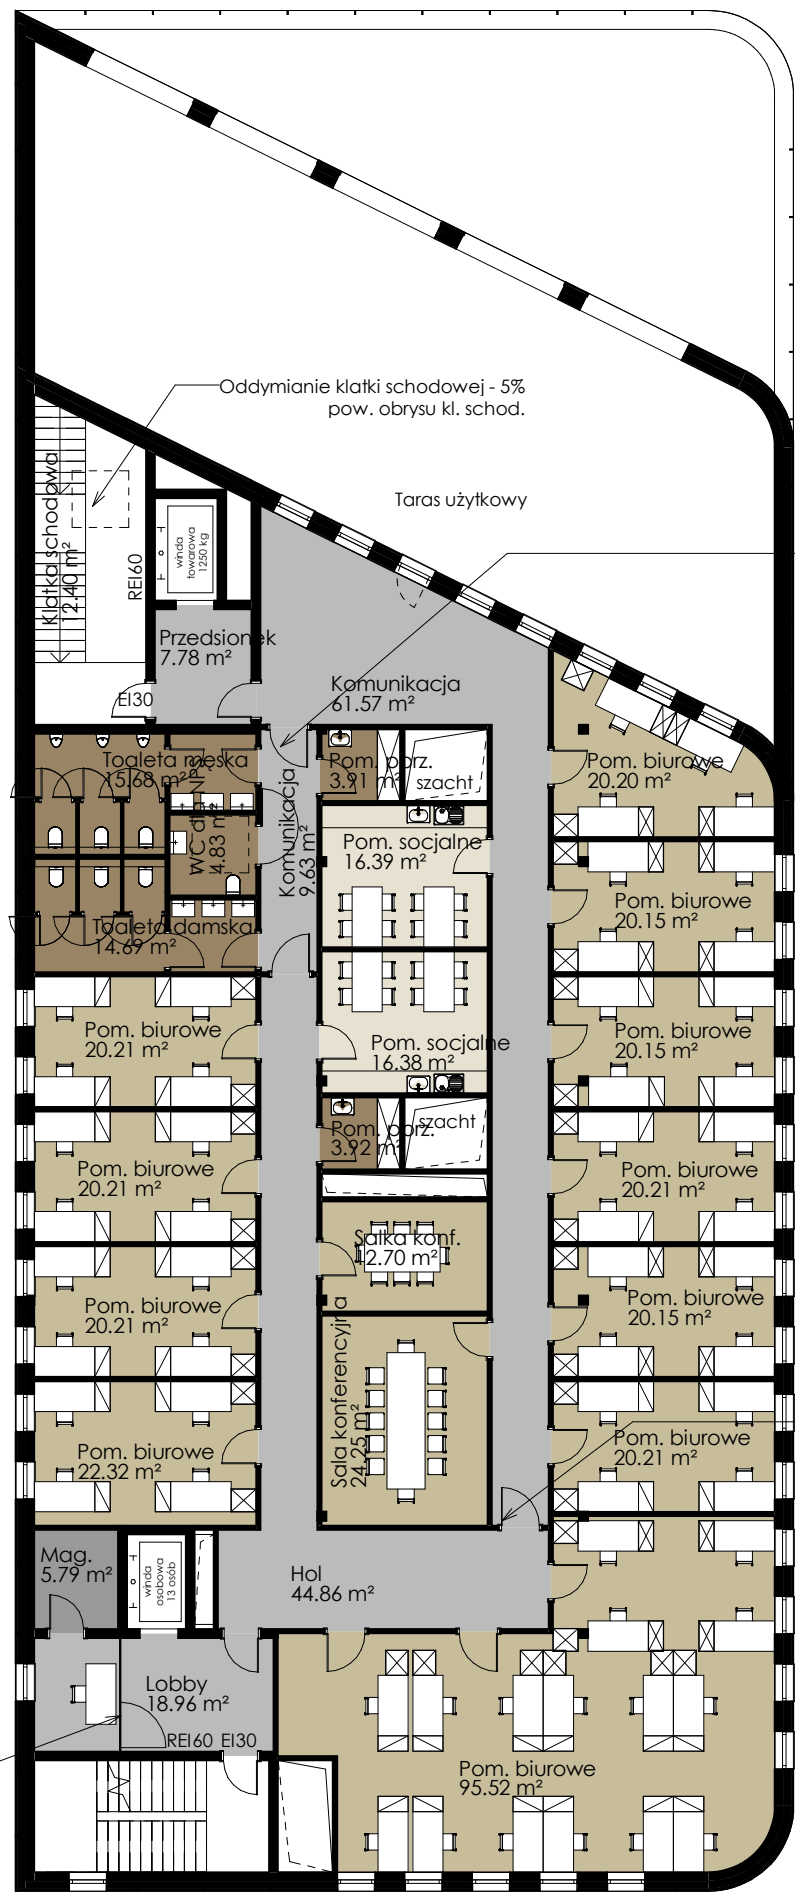 Oddymianie klatki schodowej - 5%
pow. obrysu kl. schod.
Taras użytkowy
Klatka schodowa
12.40 m²
REI60
winda
towarowa
1250 kg
Przedsionek
7.78 m²
EI30
Komunikacja
61.57 m²
Toaleta męska
15.68 m²
WC dla NPS
4.83 m²
Komunikacja
9.63 m²
Pom. porz.
3.91 m²
szacht
Pom. biurowe
20.20 m²
Pom. socjalne
16.39 m²
Toaleta damska
14.69 m²
Pom. biurowe
20.15 m²
Pom. biurowe
20.21 m²
Pom. socjalne
16.38 m²
Pom. biurowe
20.15 m²
Pom. porz.
3.92 m²
szacht
Pom. biurowe
20.21 m²
Pom. biurowe
20.21 m²
Salka konf.
12.70 m²
Pom. biurowe
20.21 m²
Pom. biurowe
20.15 m²
Sala konferencyjna
24.25 m²
Pom. biurowe
22.32 m²
Pom. biurowe
20.21 m²
Mag.
5.79 m²
winda
osobowa
13 osób
Hol
44.86 m²
Lobby
18.96 m²
REI60 EI30
Pom. biurowe
95.52 m²